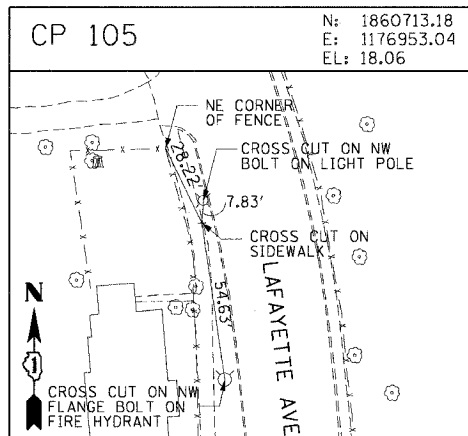 CP 105
N: 1860713.18
E: 1176953.04
EL: 18.06
NE CORNER
OF FENCE
28.22'
CROSS CUT ON NW
BOLT ON LIGHT POLE
7.83'
CROSS CUT ON
SIDEWALK
54.63'
LAFAYETTE AVE
N
1
CROSS CUT ON NW
FLANGE BOLT ON
FIRE HYDRANT